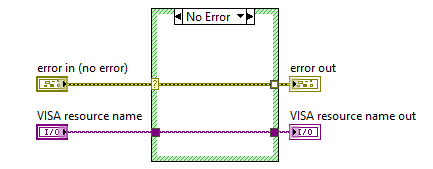 No Error
error in (no error)
error out
?
VISA resource name
VISA resource name out
I/O
I/O